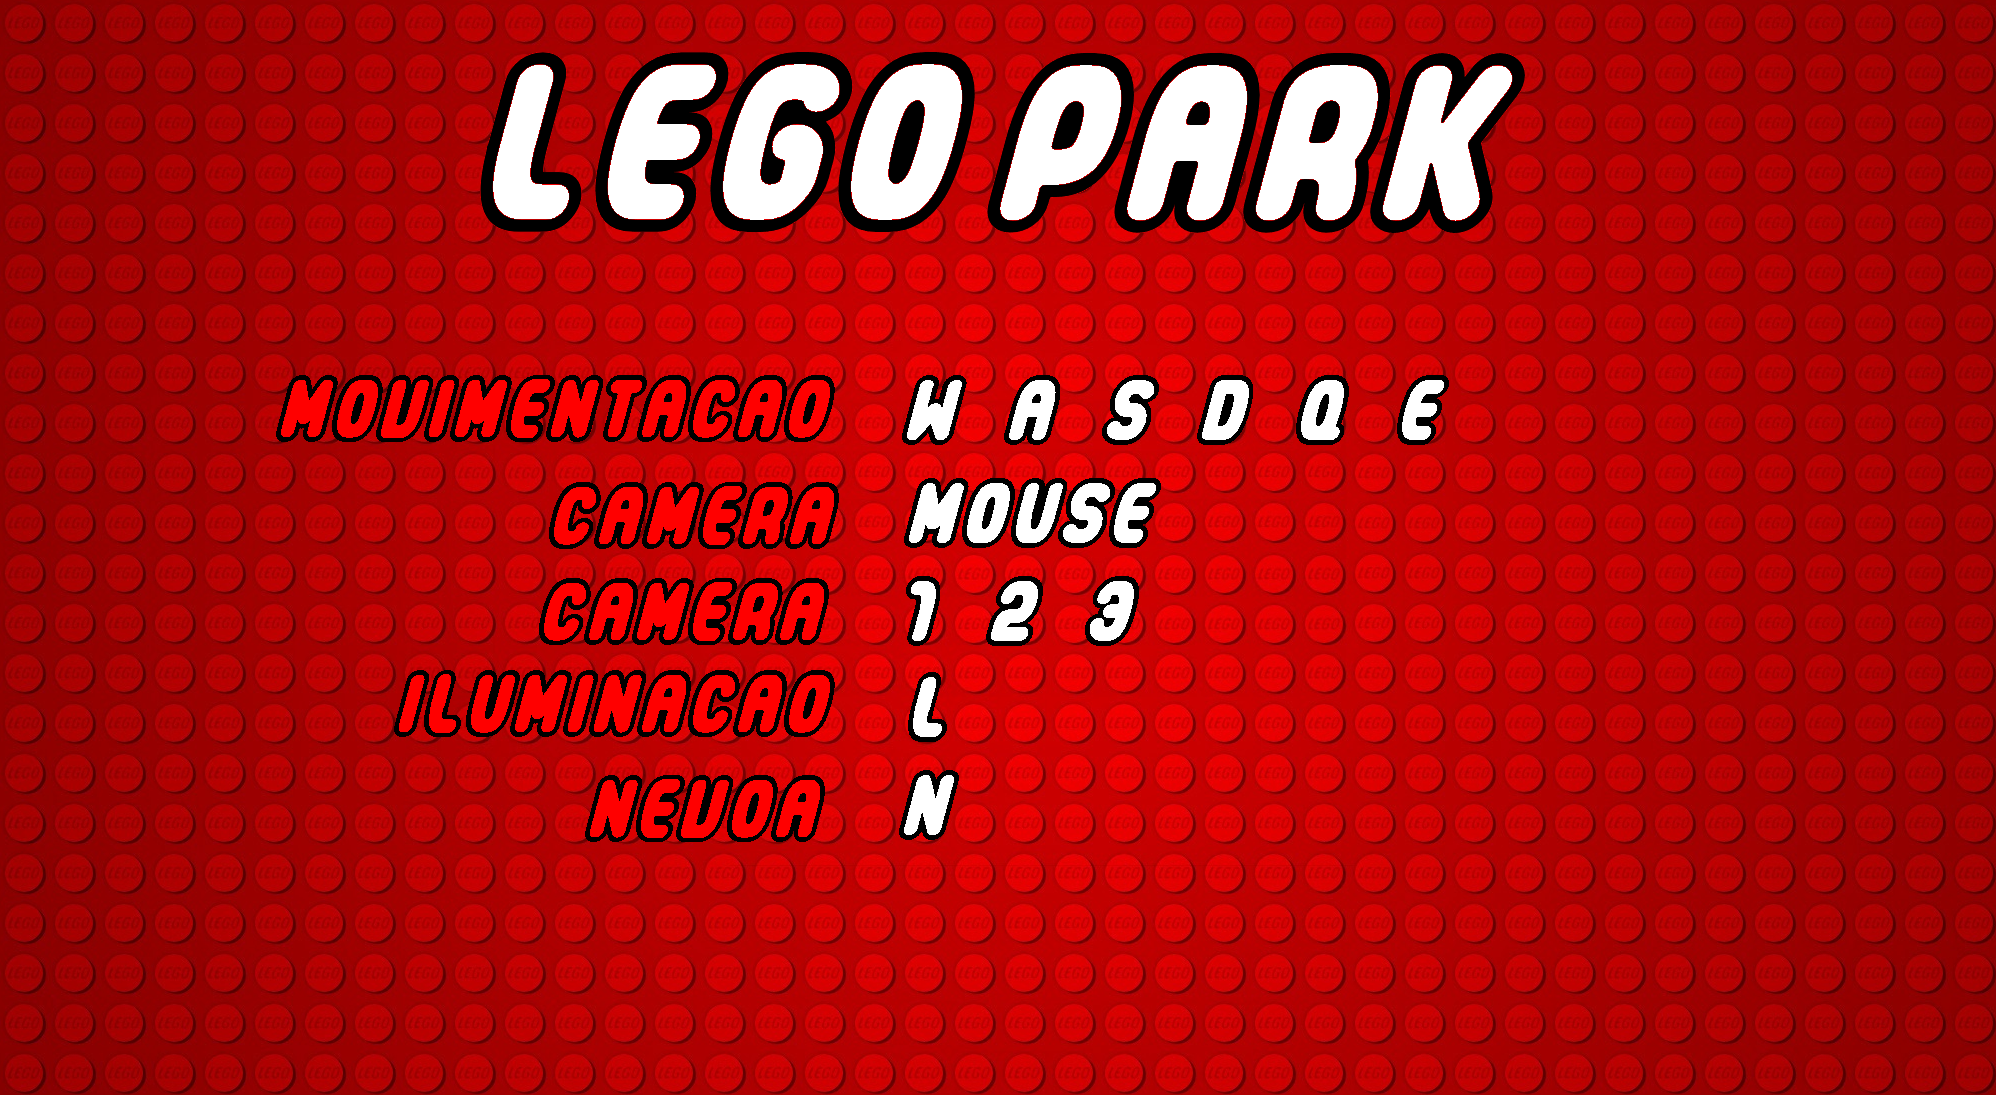 LEGO PARK
MOVIMENTACAO W A S D Q E
CAMERA MOUSE
CAMERA 1 2 3
ILUMINACAO L
NEVOA N